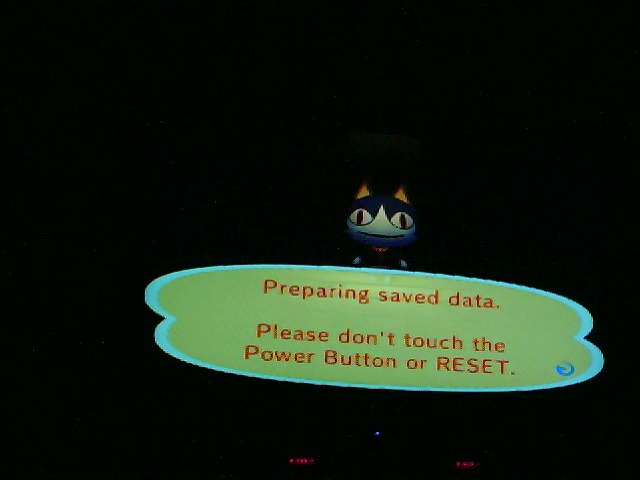 Preparing saved data.
Please don't touch the
Power Button or RESET.